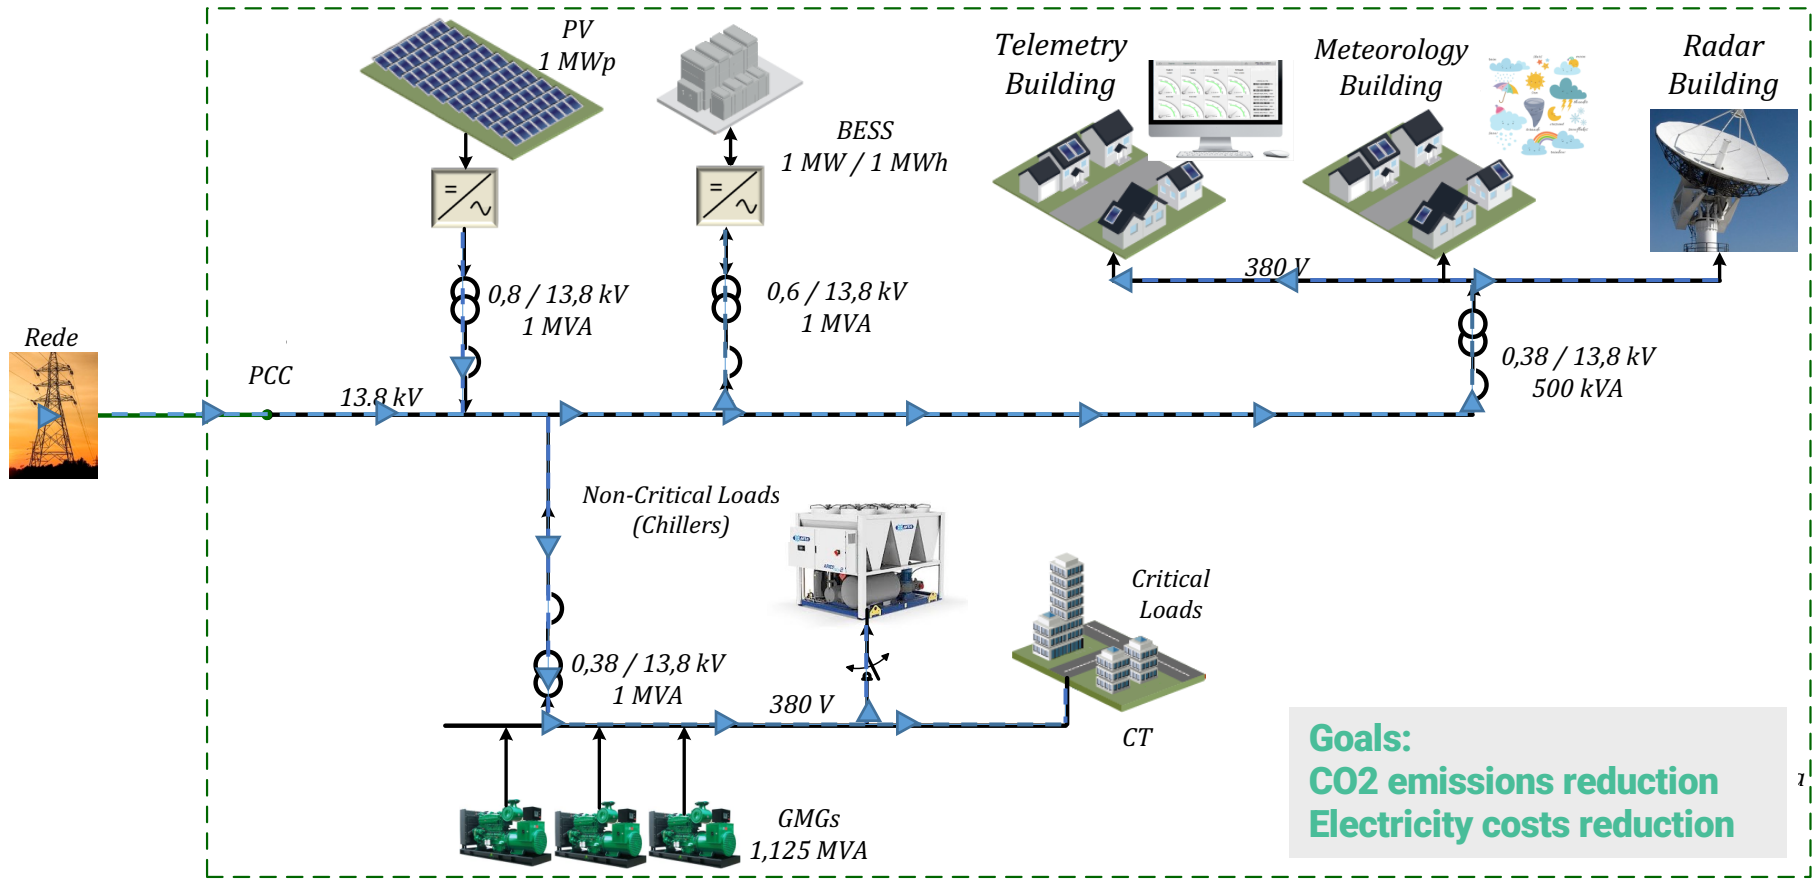 PV
1 MWp
BESS
1 MW / 1 MWh
Telemetry
Building
Meteorology
Building
Radar
Building
0,8 / 13,8 kV
1 MVA
0,6 / 13,8 kV
1 MVA
380 V
0,38 / 13,8 kV
500 kVA
Rede
PCC
13.8 kV
Non-Critical Loads
(Chillers)
Critical
Loads
0,38 / 13,8 kV
1 MVA
380 V
CT
GMGs
1,125 MVA
Goals:
CO2 emissions reduction
Electricity costs reduction